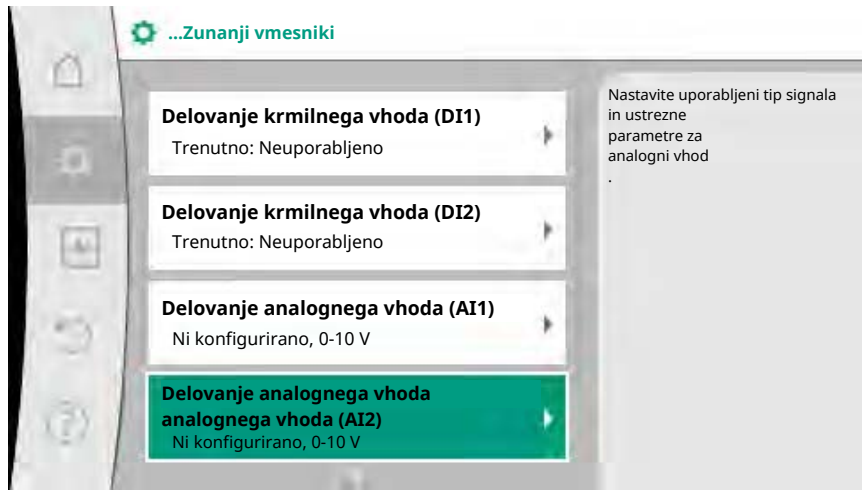 ...Zunanji vmesniki
Delovanje krmilnega vhoda (DI1)
Trenutno: Neuporabljeno
Delovanje krmilnega vhoda (DI2)
Trenutno: Neuporabljeno
Delovanje analognega vhoda (AI1)
Ni konfigurirano, 0-10 V
Delovanje analognega vhoda
analognega vhoda (AI2)
Ni konfigurirano, 0-10 V
Nastavite uporabljeni tip signala
in ustrezne
parametre za
analogni vhod
.